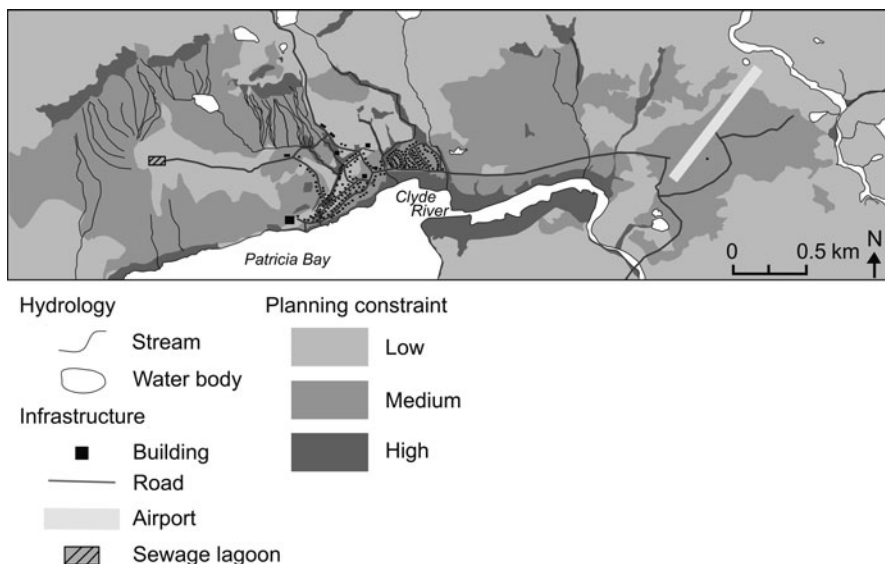 Clyde
River
Patricia Bay
0 0.5 km
N
Hydrology
Stream
Water body
Infrastructure
Building
Road
Airport
Sewage lagoon
Planning constraint
Low
Medium
High